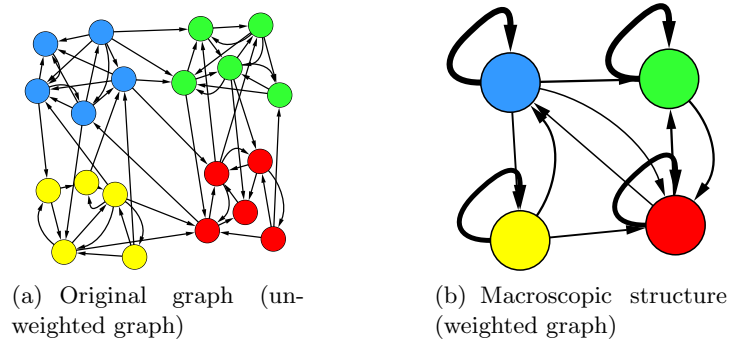 (a) Original graph (un-
weighted graph)
(b) Macroscopic structure
(weighted graph)